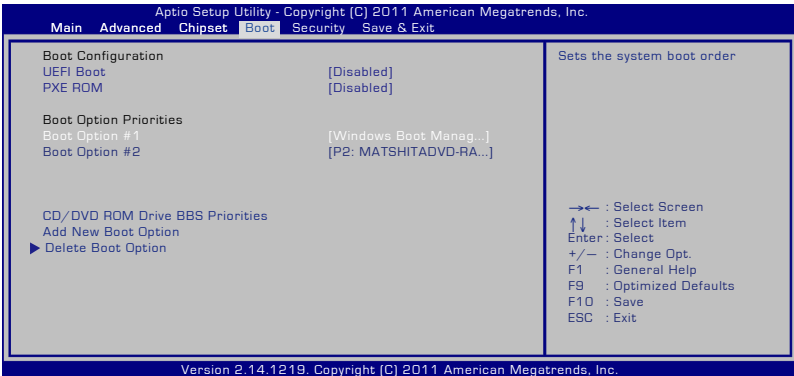 Aptio Setup Utility - Copyright (C) 2011 American Megatrends, Inc.
Main Advanced Chipset Boot Security Save & Exit
Boot Configuration
UEFI Boot [Disabled]
PXE ROM [Disabled]
Boot Option Priorities
Boot Option #1 [Windows Boot Manag...]
Boot Option #2 [P2: MATSHITADVD-RA...]
CD/DVD ROM Drive BBS Priorities
Add New Boot Option
Delete Boot Option
Sets the system boot order
→← : Select Screen
↑↓ : Select Item
Enter : Select
+/— : Change Opt.
F1 : General Help
F9 : Optimized Defaults
F10 : Save
ESC : Exit
Version 2.14.1219. Copyright (C) 2011 American Megatrends, Inc.